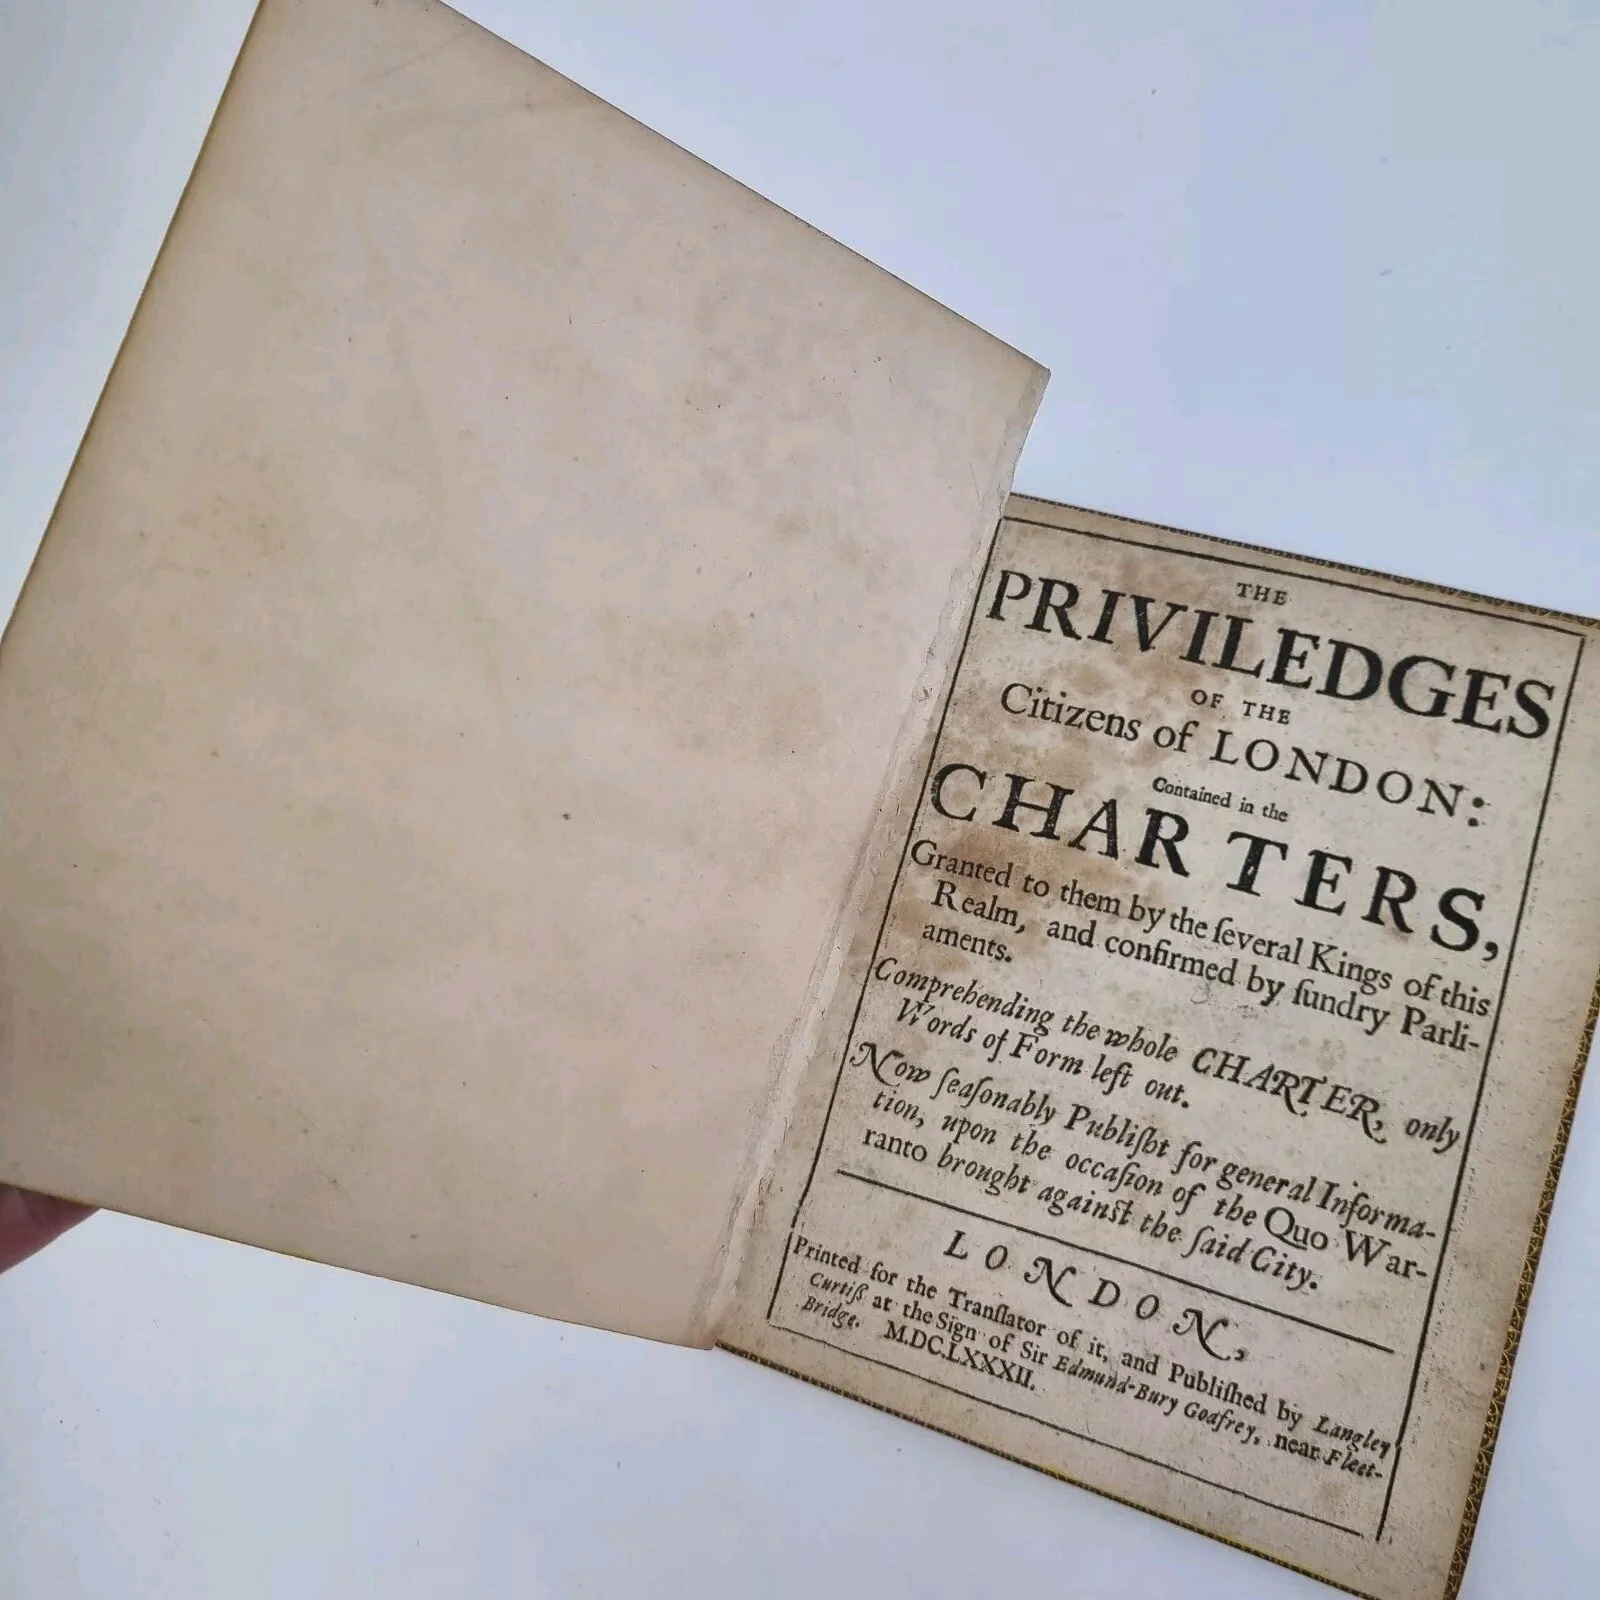 THE
PRIVILEDGES
OF THE
Citizens of LONDON:
Contained in the
CHARTERS,
Granted to them by the ſeveral Kings of this
Realm, and confirmed by ſundry Parli-
aments.
Comprehending the whole CHARTER, only
Words of Form left out.
Now ſeaſonably Publiſht for general Informa-
tion, upon the occaſion of the Quo War-
ranto brought againſt the ſaid City.
LONDON,
Printed for the Tranſlator of it, and Publiſhed by Langley
Curtiſs at the Sign of Sir Edmund-Bury Goafrey, near Fleet-
Bridge. M.DC.LXXXII.